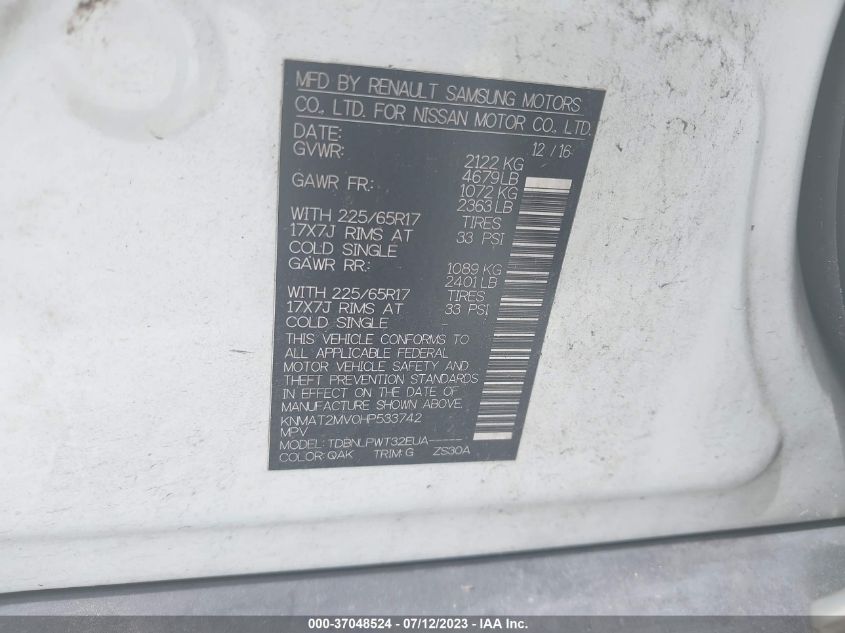 MFD BY RENAULT SAMSUNG MOTORS
CO., LTD. FOR NISSAN MOTOR CO., LTD.
DATE: 12 / 16
GVWR: 2122 KG
4679 LB
GAWR FR.: 1072 KG
2363 LB
WITH 225/65R17 TIRES
17X7J RIMS AT 33 PSI
COLD SINGLE
GAWR RR.: 1089 KG
2401 LB
WITH 225/65R17 TIRES
17X7J RIMS AT 33 PSI
COLD SINGLE -
THIS VEHICLE CONFORMS TO
ALL APPLICABLE FEDERAL
MOTOR VEHICLE SAFETY AND
THEFT PREVENTION STANDARDS
IN EFFECT ON THE DATE OF
MANUFACTURE SHOWN ABOVE.
KNMAT2MV0HP533742
MPV
MODEL: TDBNLPWT32EUA-----
COLOR: QAK TRIM: G ZS30A
000-37048524 - 07/12/2023 - IAA Inc.